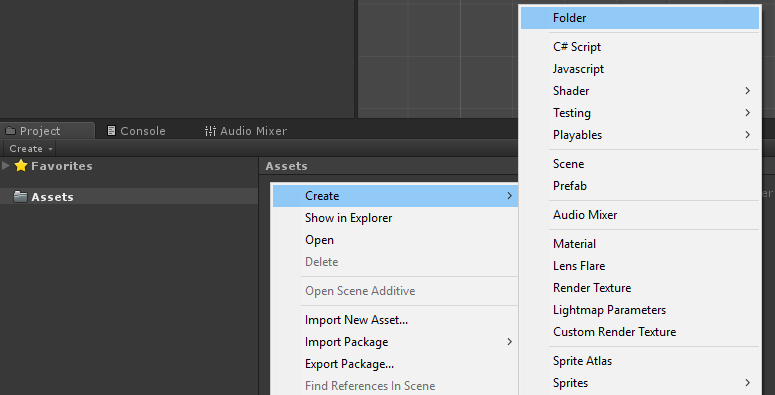 Project
Console
Audio Mixer
Create
Favorites
Assets
Assets
Create
Show in Explorer
Open
Delete
Open Scene Additive
Import New Asset...
Import Package
Export Package...
Find References In Scene
Folder
C# Script
Javascript
Shader
Testing
Playables
Scene
Prefab
Audio Mixer
Material
Lens Flare
Render Texture
Lightmap Parameters
Custom Render Texture
Sprite Atlas
Sprites